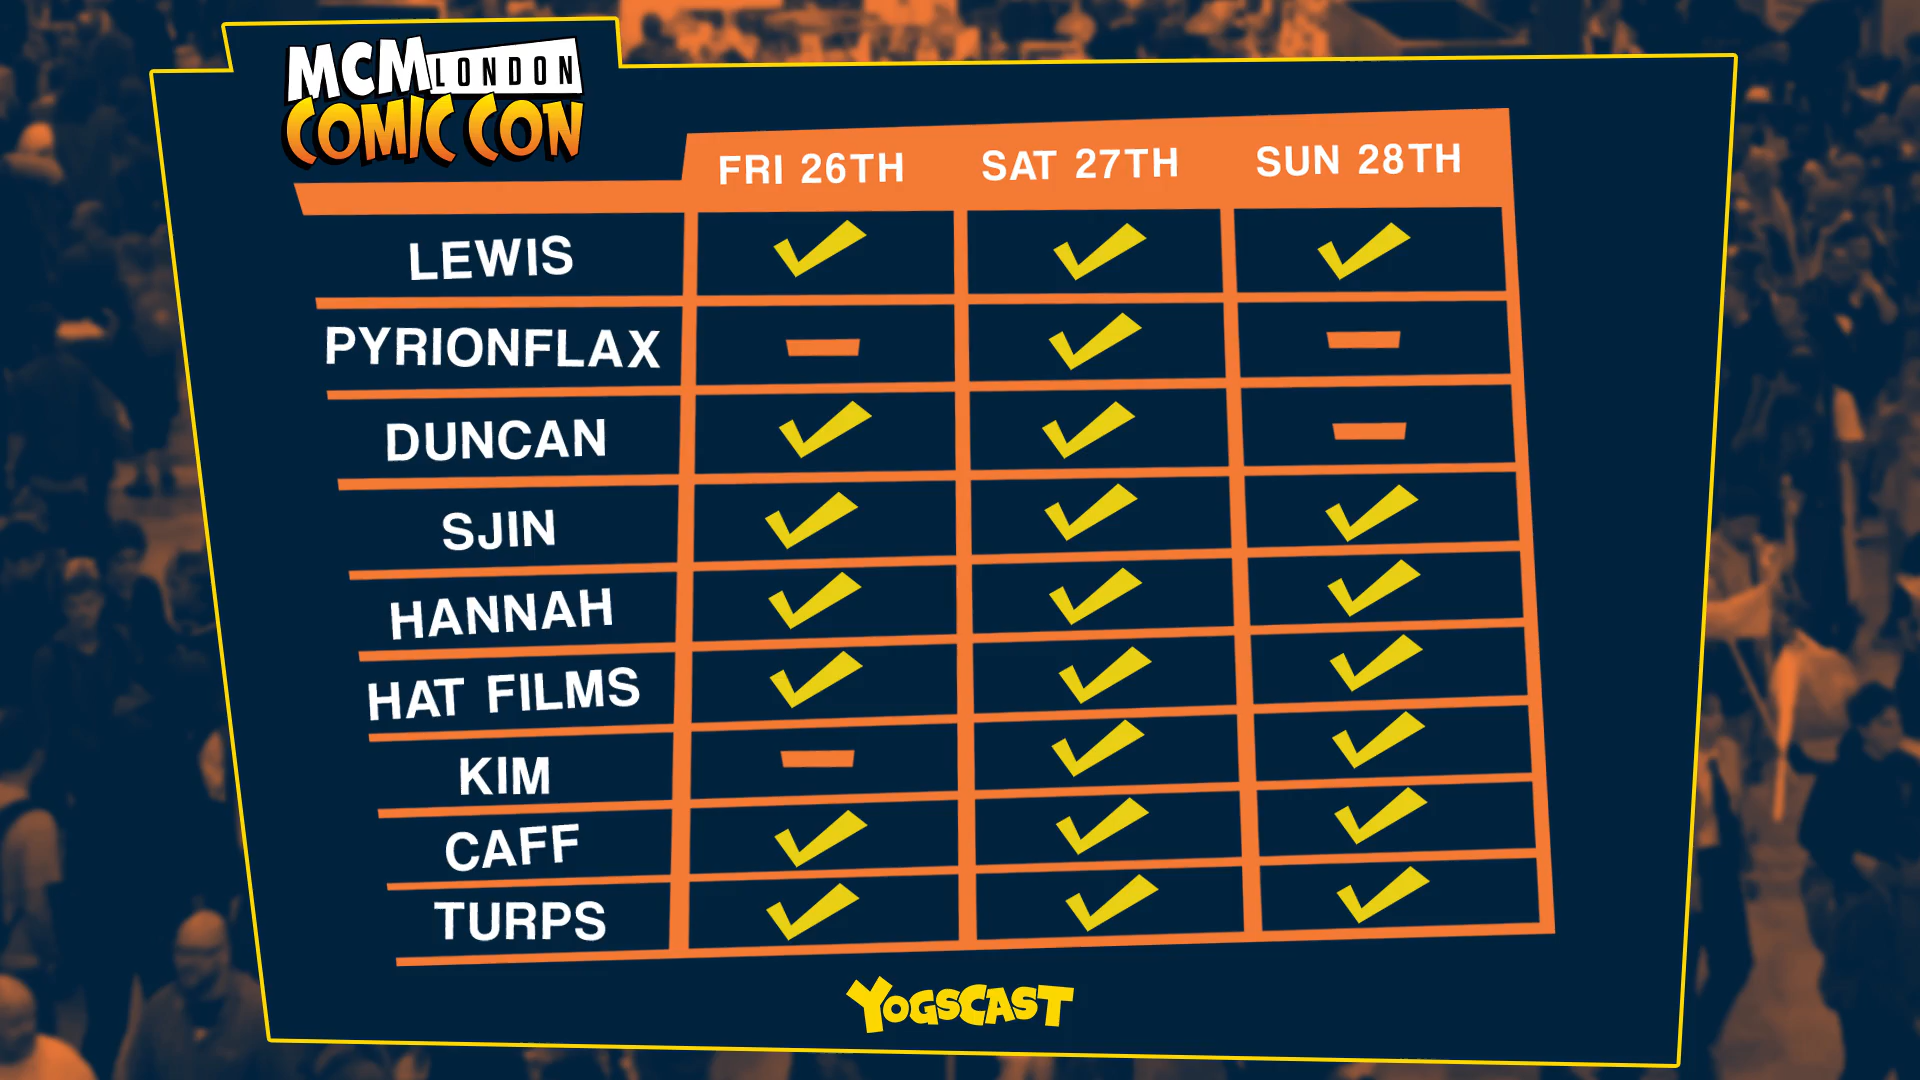 MCM LONDON
COMIC CON
FRI 26TH SAT 27TH SUN 28TH
LEWIS
PYRIONFLAX
DUNCAN
SJIN
HANNAH
HAT FILMS
KIM
CAFF
TURPS
YOGSCAST